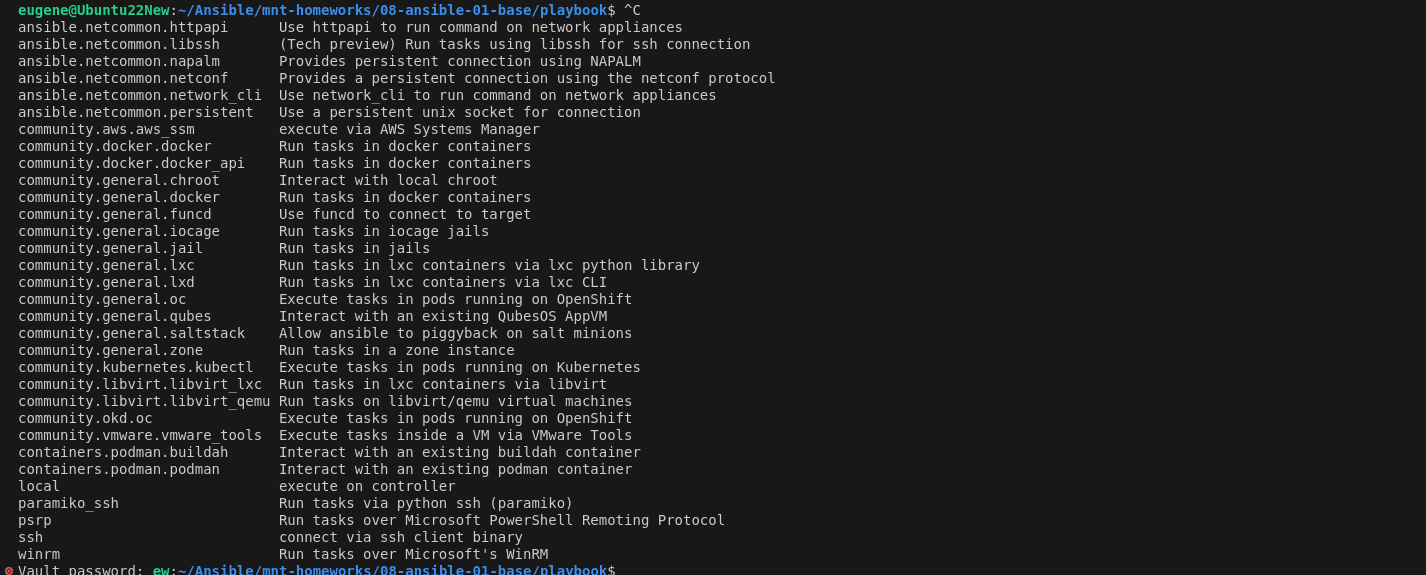 eugene@Ubuntu22New:~/Ansible/mnt-homeworks/08-ansible-01-base/playbook$ ^C
ansible.netcommon.httpapi      Use httpapi to run command on network appliances
ansible.netcommon.libssh       (Tech preview) Run tasks using libssh for ssh connection
ansible.netcommon.napalm       Provides persistent connection using NAPALM
ansible.netcommon.netconf      Provides a persistent connection using the netconf protocol
ansible.netcommon.network_cli  Use network_cli to run command on network appliances
ansible.netcommon.persistent   Use a persistent unix socket for connection
community.aws.aws_ssm          execute via AWS Systems Manager
community.docker.docker        Run tasks in docker containers
community.docker.docker_api    Run tasks in docker containers
community.general.chroot       Interact with local chroot
community.general.docker       Run tasks in docker containers
community.general.funcd        Use funcd to connect to target
community.general.iocage       Run tasks in iocage jails
community.general.jail         Run tasks in jails
community.general.lxc          Run tasks in lxc containers via lxc python library
community.general.lxd          Run tasks in lxc containers via lxc CLI
community.general.oc           Execute tasks in pods running on OpenShift
community.general.qubes        Interact with an existing QubesOS AppVM
community.general.saltstack    Allow ansible to piggyback on salt minions
community.general.zone         Run tasks in a zone instance
community.kubernetes.kubectl   Execute tasks in pods running on Kubernetes
community.libvirt.libvirt_lxc  Run tasks in lxc containers via libvirt
community.libvirt.libvirt_qemu Run tasks on libvirt/qemu virtual machines
community.okd.oc               Execute tasks in pods running on OpenShift
community.vmware.vmware_tools  Execute tasks inside a VM via VMware Tools
containers.podman.buildah      Interact with an existing buildah container
containers.podman.podman       Interact with an existing podman container
local                          execute on controller
paramiko_ssh                   Run tasks via python ssh (paramiko)
psrp                           Run tasks over Microsoft PowerShell Remoting Protocol
ssh                            connect via ssh client binary
winrm                          Run tasks over Microsoft's WinRM
Vault password: ew:~/Ansible/mnt-homeworks/08-ansible-01-base/playbook$